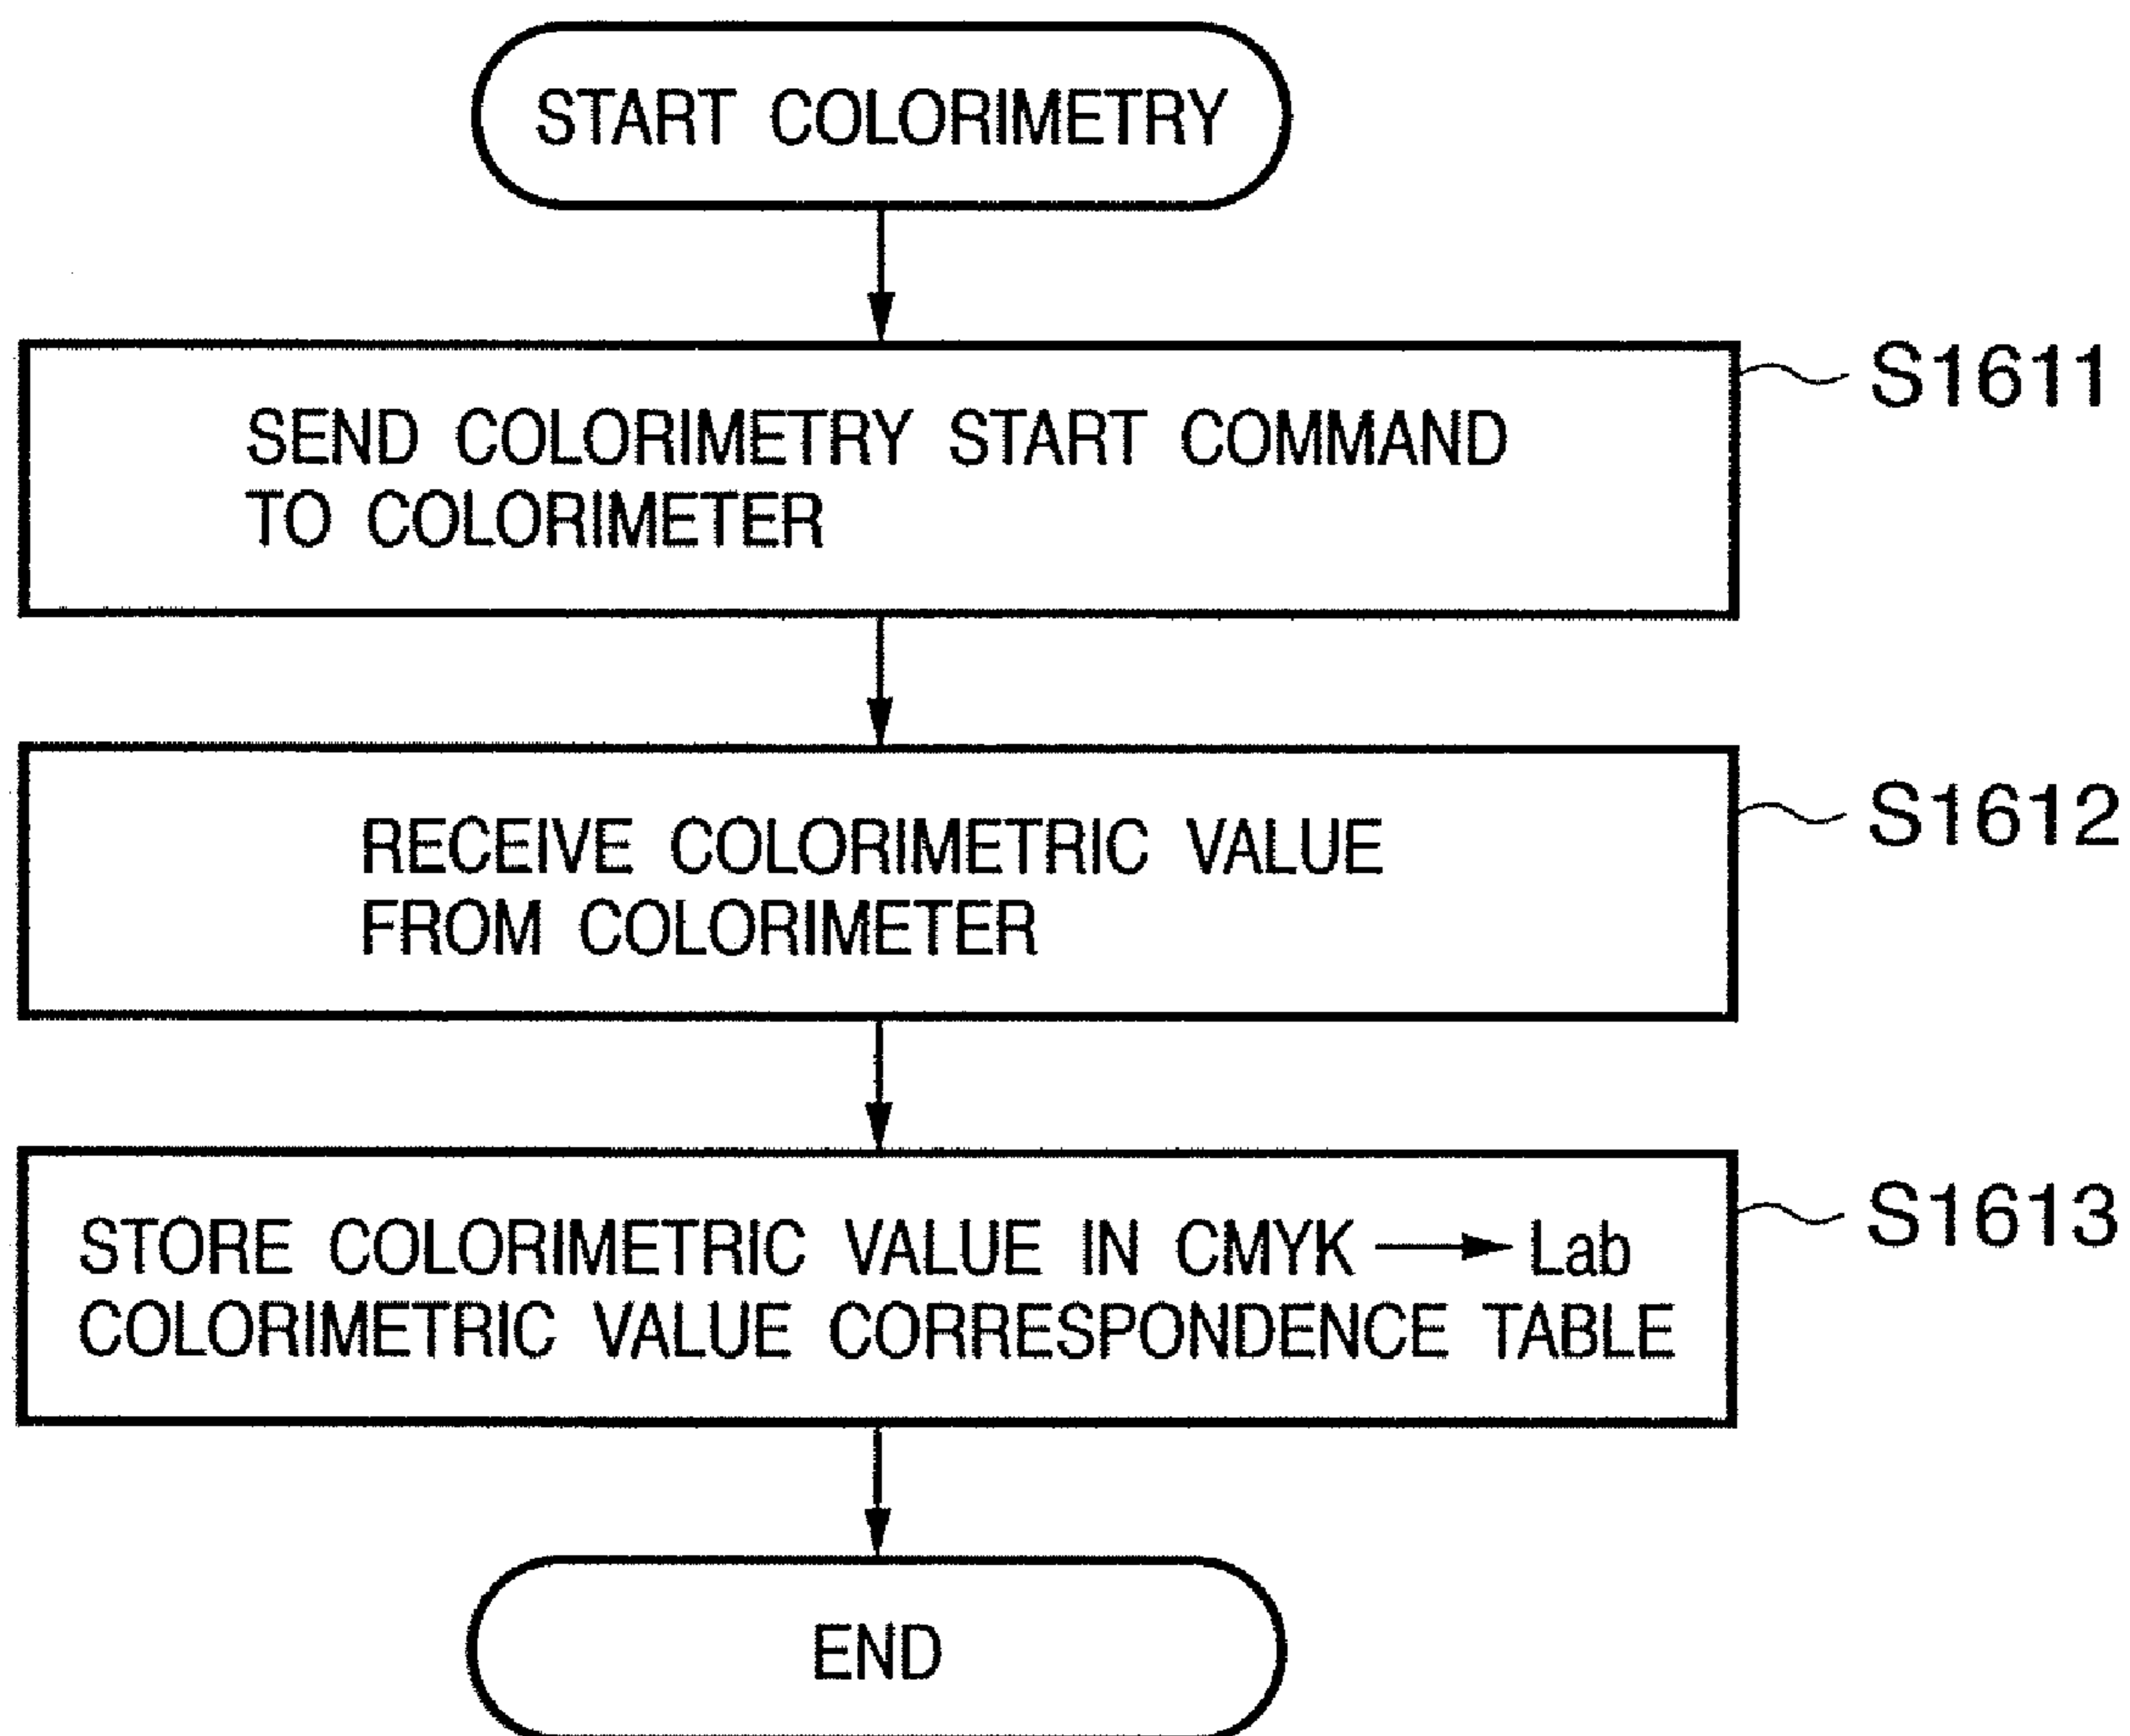 START COLORIMETRY
S1611
SEND COLORIMETRY START COMMAND
TO COLORIMETER
S1612
RECEIVE COLORIMETRIC VALUE
FROM COLORIMETER
S1613
STORE COLORIMETRIC VALUE IN CMYK → Lab
COLORIMETRIC VALUE CORRESPONDENCE TABLE
END